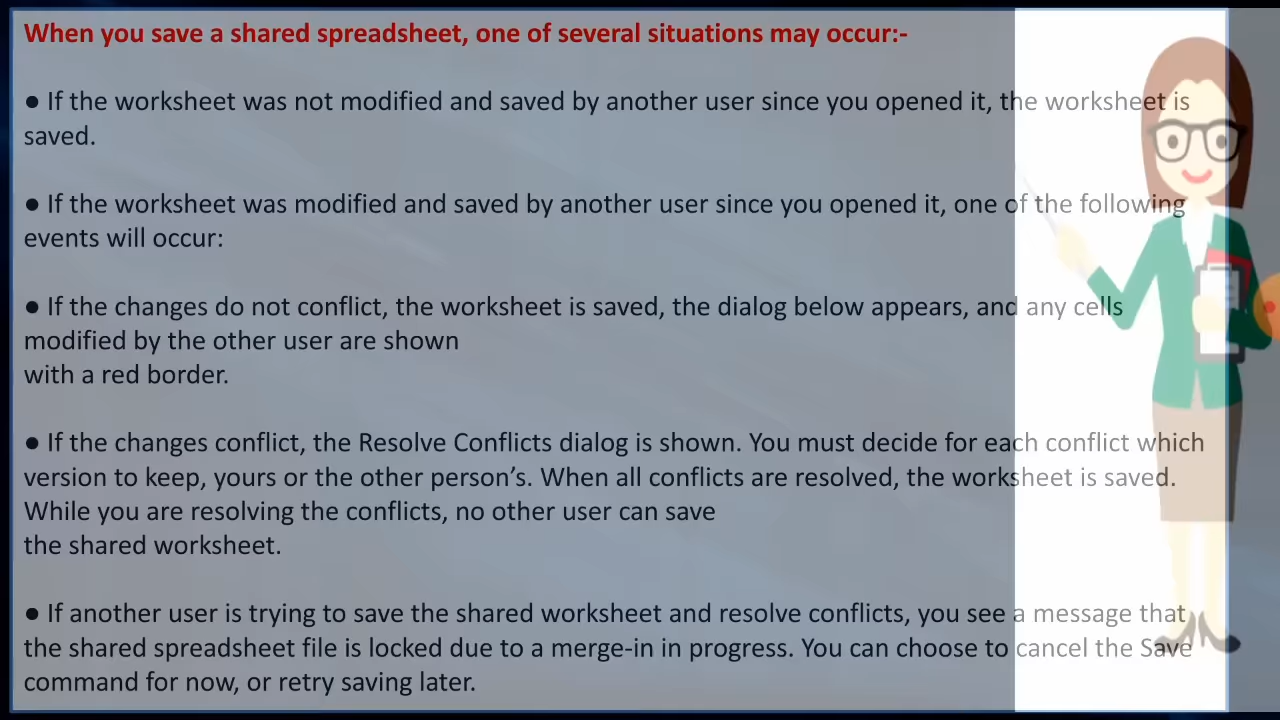 When you save a shared spreadsheet, one of several situations may occur:-
● If the worksheet was not modified and saved by another user since you opened it, the worksheet is
saved.
● If the worksheet was modified and saved by another user since you opened it, one of the following
events will occur:
● If the changes do not conflict, the worksheet is saved, the dialog below appears, and any cells
modified by the other user are shown
with a red border.
● If the changes conflict, the Resolve Conflicts dialog is shown. You must decide for each conflict which
version to keep, yours or the other person’s. When all conflicts are resolved, the worksheet is saved.
While you are resolving the conflicts, no other user can save
the shared worksheet.
● If another user is trying to save the shared worksheet and resolve conflicts, you see a message that
the shared spreadsheet file is locked due to a merge-in in progress. You can choose to cancel the Save
command for now, or retry saving later.